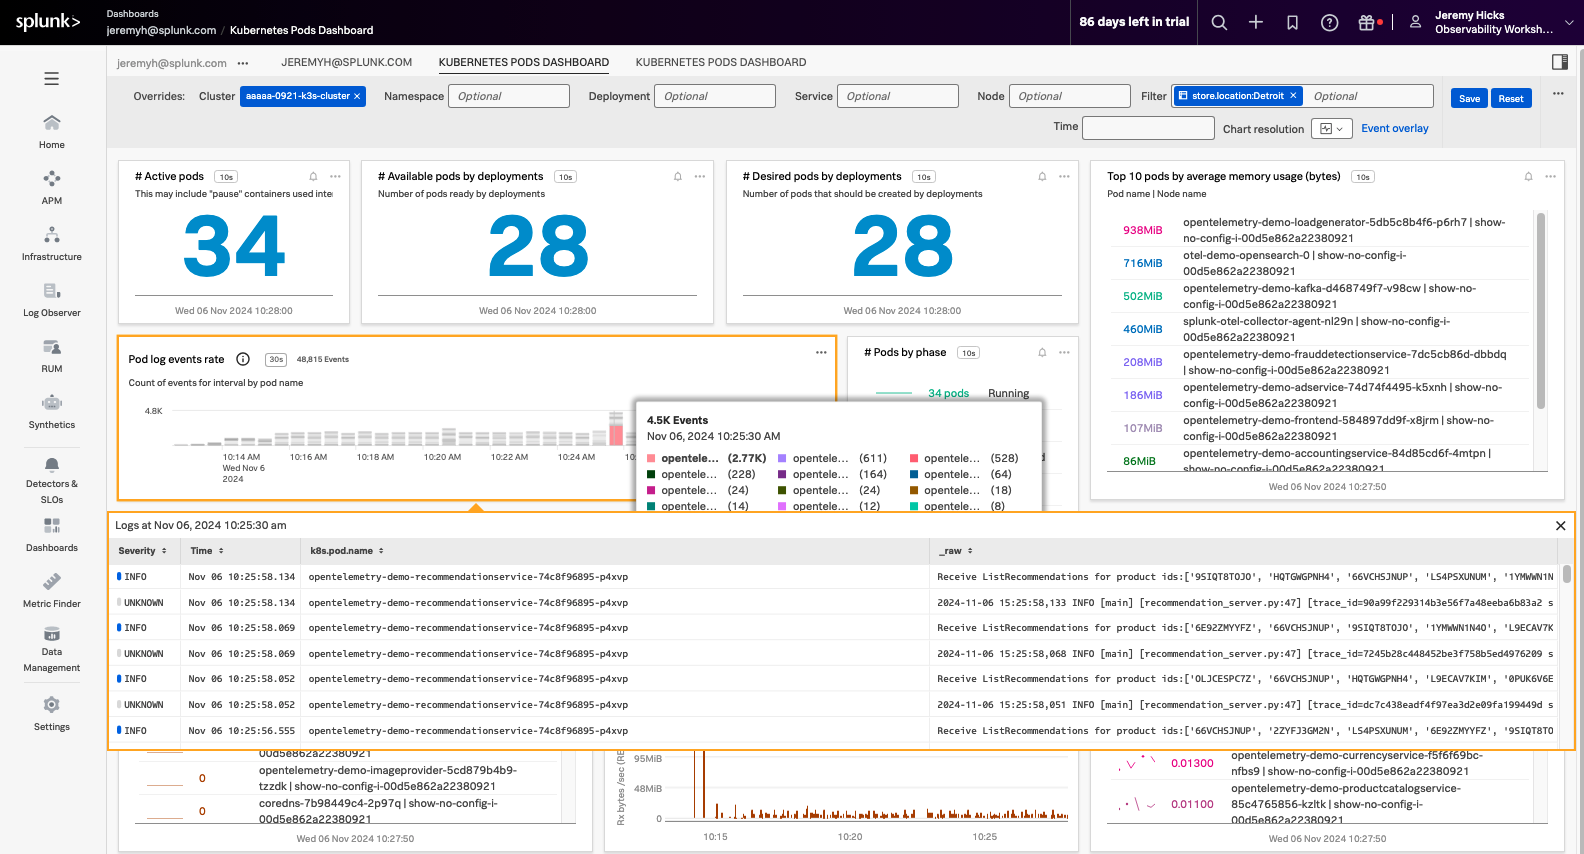 splunk>
Dashboards
jeremyh@splunk.com / Kubernetes Pods Dashboard
86 days left in trial
Jeremy Hicks
Observability Worksh...
jeremyh@splunk.com ...
JEREMYH@SPLUNK.COM
KUBERNETES PODS DASHBOARD
KUBERNETES PODS DASHBOARD
Overrides:
Cluster
aaaaa-0921-k3s-cluster ×
Namespace
Optional
Deployment
Optional
Service
Optional
Node
Optional
Filter
store.location:Detroit ×
Optional
Save
Reset
Time
Chart resolution
Event overlay
Home
APM
Infrastructure
Log Observer
RUM
Synthetics
Detectors &
SLOs
Dashboards
Metric Finder
Data
Management
Settings
# Active pods
10s
This may include "pause" containers used inte
34
Wed 06 Nov 2024 10:28:00
# Available pods by deployments
10s
Number of pods ready by deployments
28
Wed 06 Nov 2024 10:28:00
# Desired pods by deployments
10s
Number of pods that should be created by deployments
28
Wed 06 Nov 2024 10:28:00
Top 10 pods by average memory usage (bytes)
10s
Pod name | Node name
938MiB
opentelemetry-demo-loadgenerator-5db5c8b4f6-p6rh7 | show-
no-config-i-00d5e862a22380921
716MiB
otel-demo-opensearch-0 | show-no-config-i-
00d5e862a22380921
502MiB
opentelemetry-demo-kafka-d468749f7-v98cw | show-no-
config-i-00d5e862a22380921
460MiB
splunk-otel-collector-agent-nl29n | show-no-config-i-
00d5e862a22380921
208MiB
opentelemetry-demo-frauddetectionservice-7dc5cb86d-dbbdq
| show-no-config-i-00d5e862a22380921
186MiB
opentelemetry-demo-adservice-74d74f4495-k5xnh | show-no-
config-i-00d5e862a22380921
107MiB
opentelemetry-demo-frontend-584897dd9f-x8jrm | show-no-
config-i-00d5e862a22380921
86MiB
opentelemetry-demo-accountingservice-84d85cd6f-4mtpn |
show-no-config-i-00d5e862a22380921
Wed 06 Nov 2024 10:27:50
Pod log events rate
30s
48,815 Events
Count of events for interval by pod name
4.8K
10:14 AM
10:16 AM
10:18 AM
10:20 AM
10:22 AM
10:24 AM
Wed Nov 6
2024
# Pods by phase
10s
34 pods
Running
4.5K Events
Nov 06, 2024 10:25:30 AM
opentele... (2.77K)
opentele... (611)
opentele... (528)
opentele... (228)
opentele... (164)
opentele... (64)
opentele... (24)
opentele... (24)
opentele... (18)
opentele... (14)
opentele... (12)
opentele... (8)
Logs at Nov 06, 2024 10:25:30 am
Severity
Time
k8s.pod.name
_raw
INFO
Nov 06 10:25:58.134
opentelemetry-demo-recommendationservice-74c8f96895-p4xvp
Receive ListRecommendations for product ids:['9SIQT8TOJO', 'HQTGWGPNH4', '66VCHSJNUP', 'LS4PSXUNUM', '1YMWWN1N
UNKNOWN
Nov 06 10:25:58.134
opentelemetry-demo-recommendationservice-74c8f96895-p4xvp
2024-11-06 15:25:58,133 INFO [main] [recommendation_server.py:47] [trace_id=90a99f229314b3e56f7a48eeba6b83a2 s
INFO
Nov 06 10:25:58.069
opentelemetry-demo-recommendationservice-74c8f96895-p4xvp
Receive ListRecommendations for product ids:['6E92ZMYYFZ', '66VCHSJNUP', '9SIQT8TOJO', '1YMWWN1N4O', 'L9ECAV7K
UNKNOWN
Nov 06 10:25:58.069
opentelemetry-demo-recommendationservice-74c8f96895-p4xvp
2024-11-06 15:25:58,068 INFO [main] [recommendation_server.py:47] [trace_id=7245b28c448452be3f758b5ed4976209 s
INFO
Nov 06 10:25:58.052
opentelemetry-demo-recommendationservice-74c8f96895-p4xvp
Receive ListRecommendations for product ids:['OLJCESPC7Z', '66VCHSJNUP', 'HQTGWGPNH4', 'L9ECAV7KIM', '0PUK6V6E
UNKNOWN
Nov 06 10:25:58.052
opentelemetry-demo-recommendationservice-74c8f96895-p4xvp
2024-11-06 15:25:58,051 INFO [main] [recommendation_server.py:47] [trace_id=dc7c438eadf4f97ea3d2e09fa199449d s
INFO
Nov 06 10:25:56.555
opentelemetry-demo-recommendationservice-74c8f96895-p4xvp
Receive ListRecommendations for product ids:['66VCHSJNUP', '2ZYFJ3GM2N', 'LS4PSXUNUM', '6E92ZMYYFZ', '9SIQT8TO
00d5e862a22380921
0
opentelemetry-demo-imageprovider-5cd879b4b9-
tzzdk | show-no-config-i-00d5e862a22380921
0
coredns-7b98449c4-2p97q | show-no-config-i-
00d5e862a22380921
Wed 06 Nov 2024 10:27:50
Rx bytes /sec (RE
95MiB
48MiB
0
10:15
10:20
10:25
0.01300
opentelemetry-demo-currencyservice-f5f6f69bc-
nfbs9 | show-no-config-i-00d5e862a22380921
0.01100
opentelemetry-demo-productcatalogservice-
85c4765856-kzltk | show-no-config-i-
00d5e862a22380921
Wed 06 Nov 2024 10:27:50